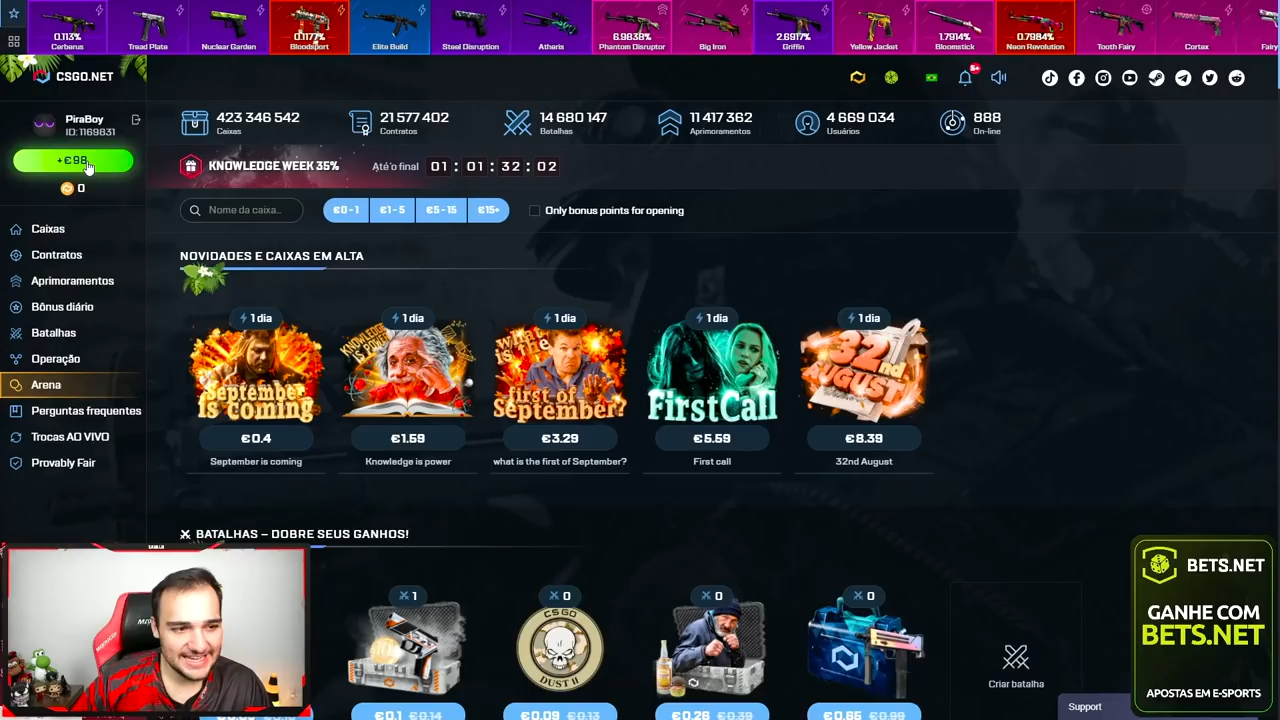 0.113%
Cerberus
Tread Plate
Nuclear Garden
0.1177%
Bloodsport
Elite Build
Steel Disruption
Atheris
6.9838%
Phantom Disruptor
Big Iron
2.6917%
Griffin
Yellow Jacket
1.7914%
Bloomstick
0.7984%
Neon Revolution
Tooth Fairy
Cortex
Fairy
CSGO.NET
5+
PiraBoy
ID: 1169831
+€98
0
423 346 542
Caixas
21 577 402
Contratos
14 680 147
Batalhas
11 417 362
Aprimoramentos
4 669 034
Usuários
888
On-line
KNOWLEDGE WEEK 35%
Até o final
01 : 01 : 32 : 02
Nome da caixa...
€0 - 1
€1 - 5
€5 - 15
€15+
Only bonus points for opening
Caixas
Contratos
Aprimoramentos
Bônus diário
Batalhas
Operação
Arena
Perguntas frequentes
Trocas AO VIVO
Provably Fair
NOVIDADES E CAIXAS EM ALTA
1 dia
1 dia
1 dia
1 dia
1 dia
September is coming
KNOWLEDGE IS POWER
what is the first of September?
First Call
32nd AUGUST
€0.4
€1.59
€3.29
€5.59
€8.39
September is coming
Knowledge is power
what is the first of September?
First call
32nd August
BATALHAS – DOBRE SEUS GANHOS!
1
0
0
0
CS GO
DUST II
Criar batalha
€0.1 €0.14
€0.09 €0.13
€0.26 €0.39
€0.65 €0.99
BETS.NET
GANHE COM
BETS.NET
APOSTAS EM E-SPORTS
Support